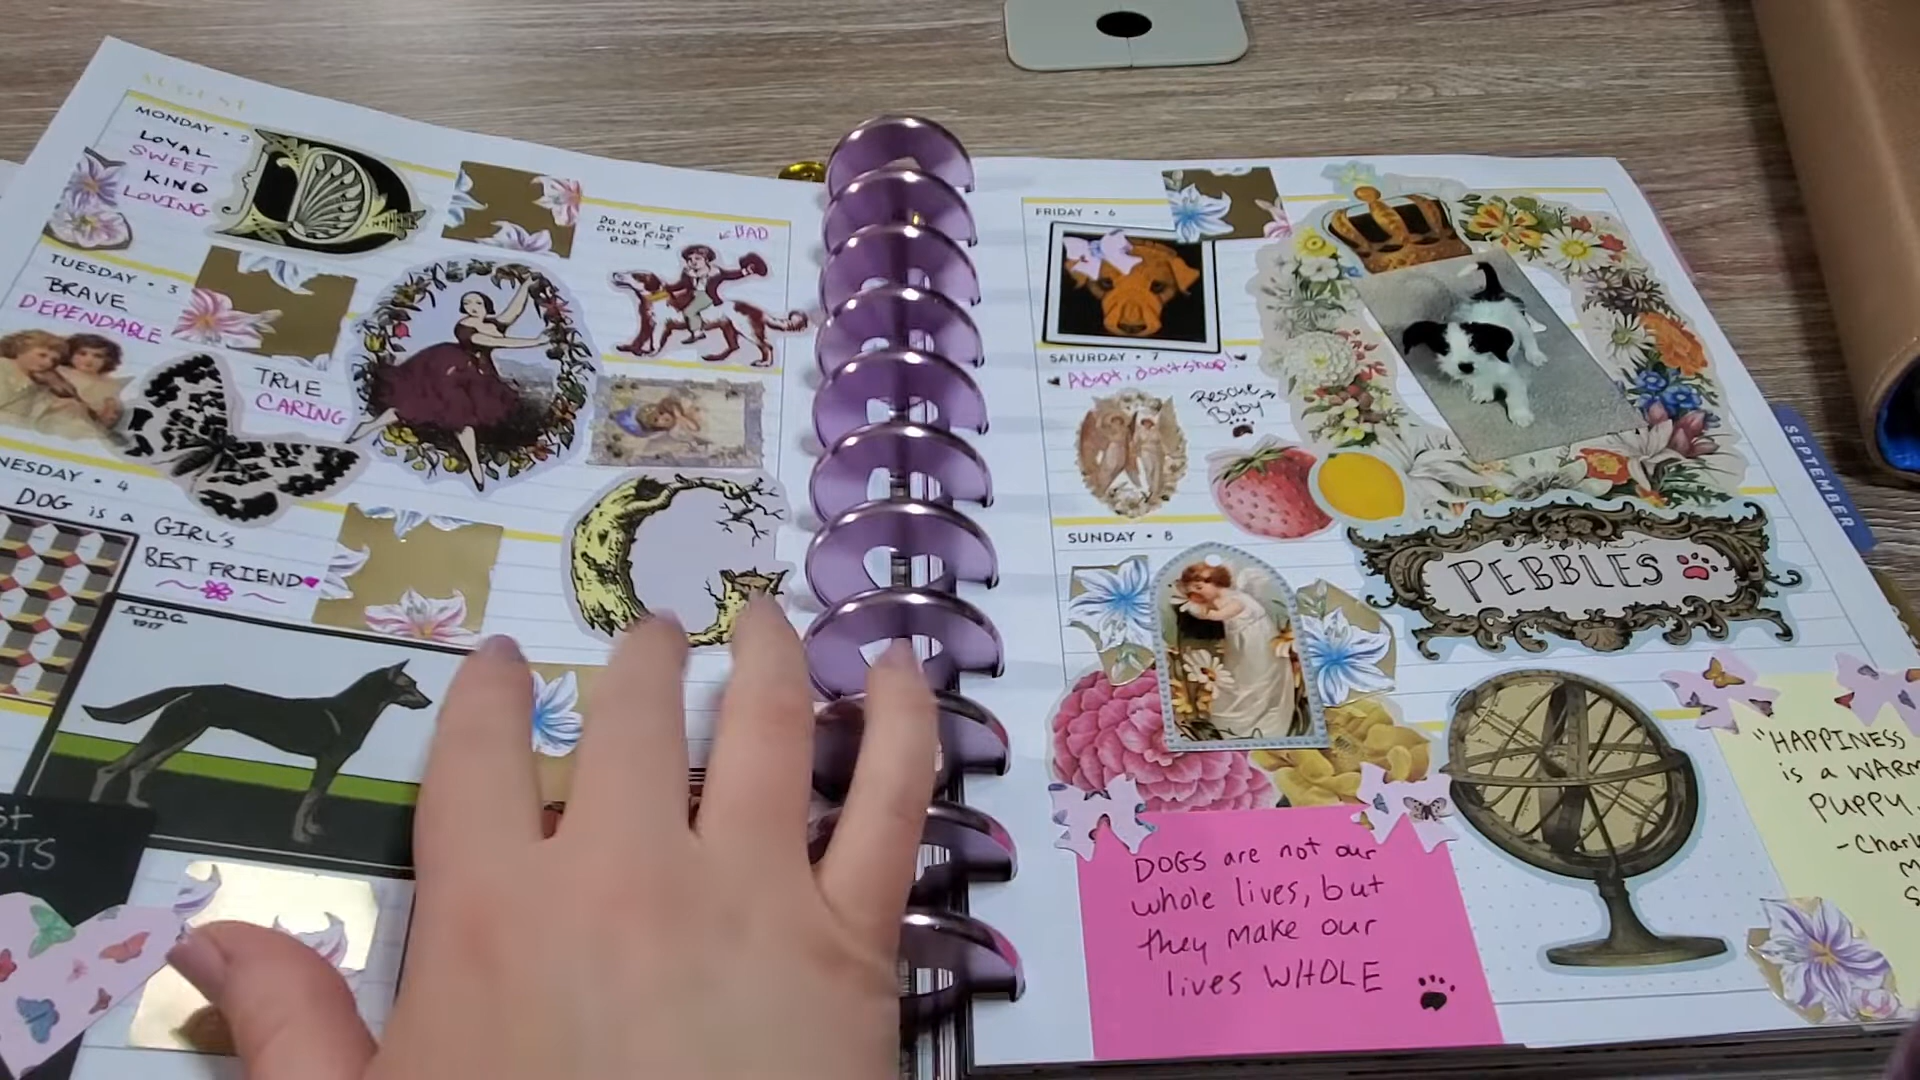 AUGUST
MONDAY • 2
LOYAL
SWEET
KIND
LOVING
D
TUESDAY • 3
BRAVE
DEPENDABLE
TRUE
CARING
DO NOT LET
CHILD RIDE
DOG! →
← BAD
NESDAY • 4
DOG is a GIRL'S
BEST FRIEND
1917
ST
STS
FRIDAY • 6
SATURDAY • 7
Adopt, don't shop!
Rescue
Baby
SUNDAY • 8
PEBBLES
DOGS are not our
whole lives, but
they make our
lives WHOLE
"HAPPINESS
is a WARM
PUPPY.
SEPTEMBER